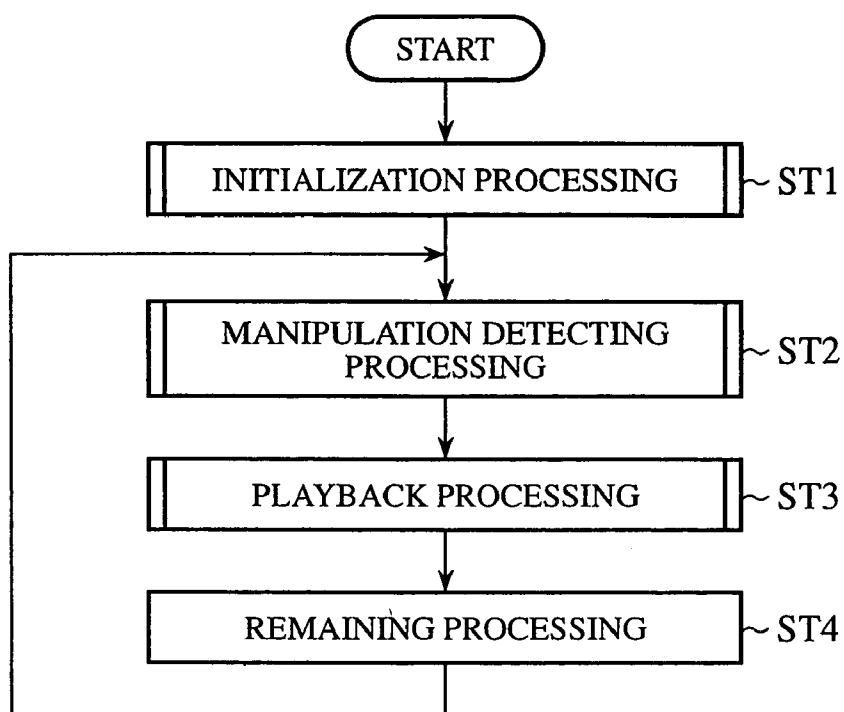 START
INITIALIZATION PROCESSING
~ ST1
MANIPULATION DETECTING
PROCESSING
~ ST2
PLAYBACK PROCESSING
~ ST3
REMAINING PROCESSING
~ ST4